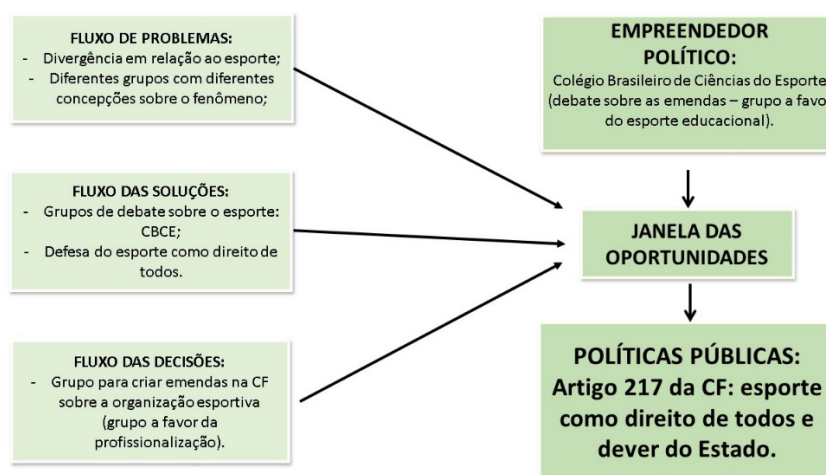 FLUXO DE PROBLEMAS:
- Divergência em relação ao esporte;
- Diferentes grupos com diferentes
concepções sobre o fenômeno;
FLUXO DAS SOLUÇÕES:
- Grupos de debate sobre o esporte:
CBCE;
- Defesa do esporte como direito de
todos.
FLUXO DAS DECISÕES:
- Grupo para criar emendas na CF
sobre a organização esportiva
(grupo a favor da
profissionalização).
EMPREENDEDOR
POLÍTICO:
Colégio Brasileiro de Ciências do Esporte
(debate sobre as emendas – grupo a favor
do esporte educacional).
JANELA DAS
OPORTUNIDADES
POLÍTICAS PÚBLICAS:
Artigo 217 da CF: esporte
como direito de todos e
dever do Estado.